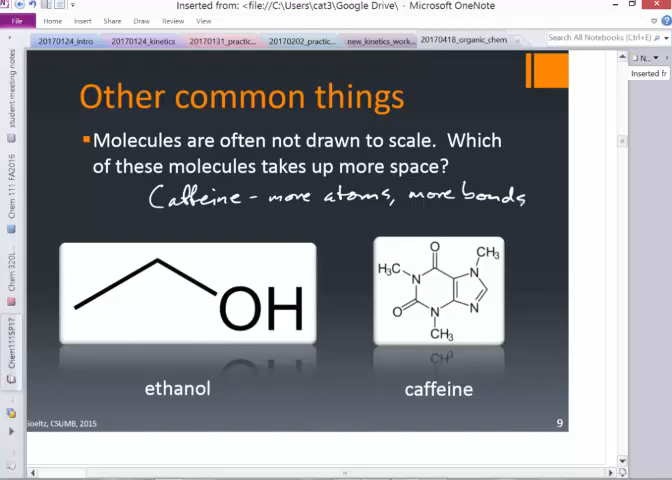 Inserted from: <file://C:/Users/cat3/Google Drive/\ - Microsoft OneNote
File Home Insert Share Draw Review View
20170124_intro 20170124_kinetics 20170131_practic... 20170202_practic... new_kinetics_work... 20170418_organic_chem Search All Notebooks (Ctrl+E)
N...
Inserted fr
student meeting notes
Chem 111 FA2016
Chem 320L
Chem111SP17
Other common things
Molecules are often not drawn to scale. Which
of these molecules takes up more space?
Caffeine - more atoms, more bonds
OH
O
CH₃
H₃C
N
N
O
N
N
CH₃
ethanol
caffeine
Goeltz, CSUMB, 2015
9